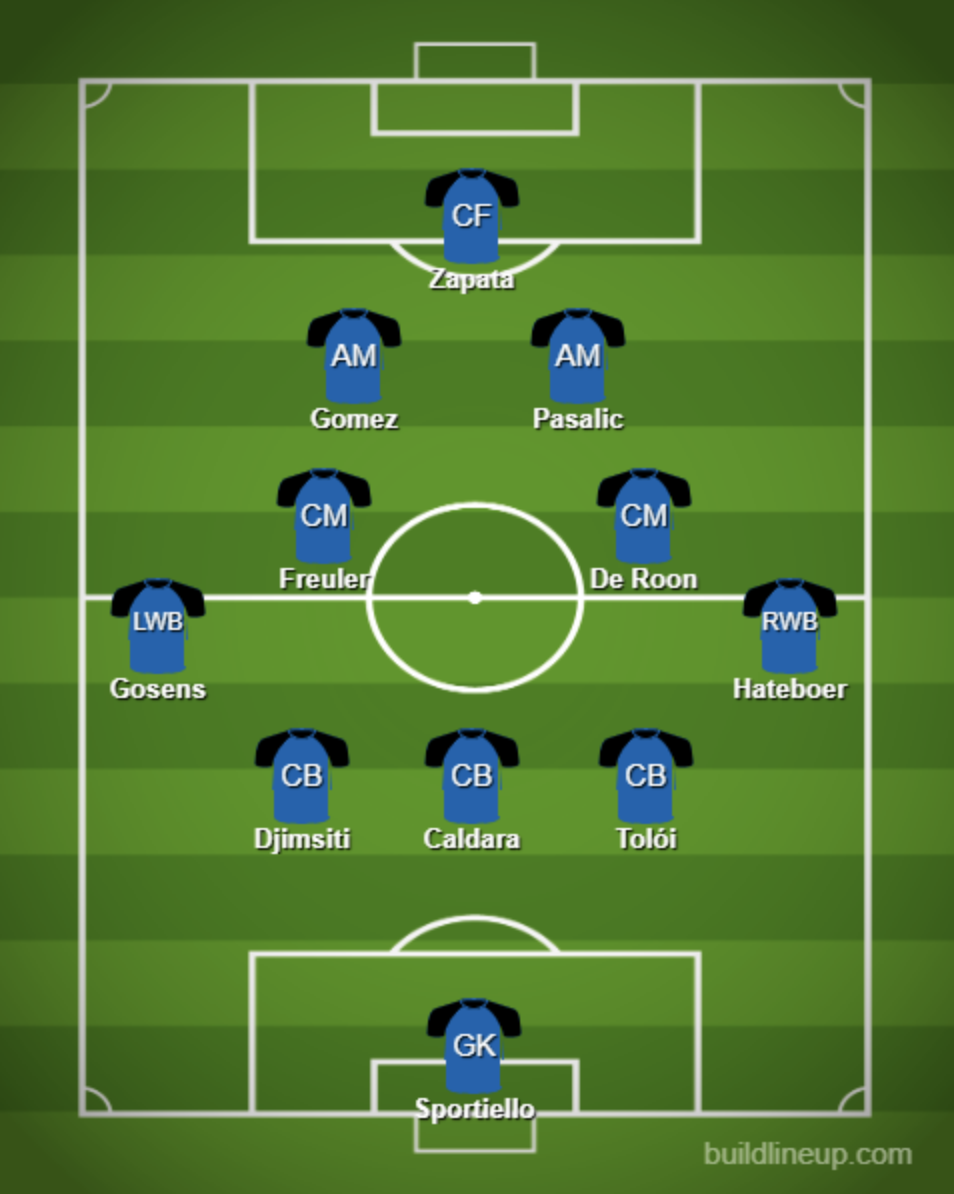 CF
Zapata
AM
AM
Gomez
Pasalic
CM
CM
Freuler
De Roon
LWB
RWB
Gosens
Hateboer
CB
CB
CB
Djimsiti
Caldara
Tolói
GK
Sportiello
buildlineup.com